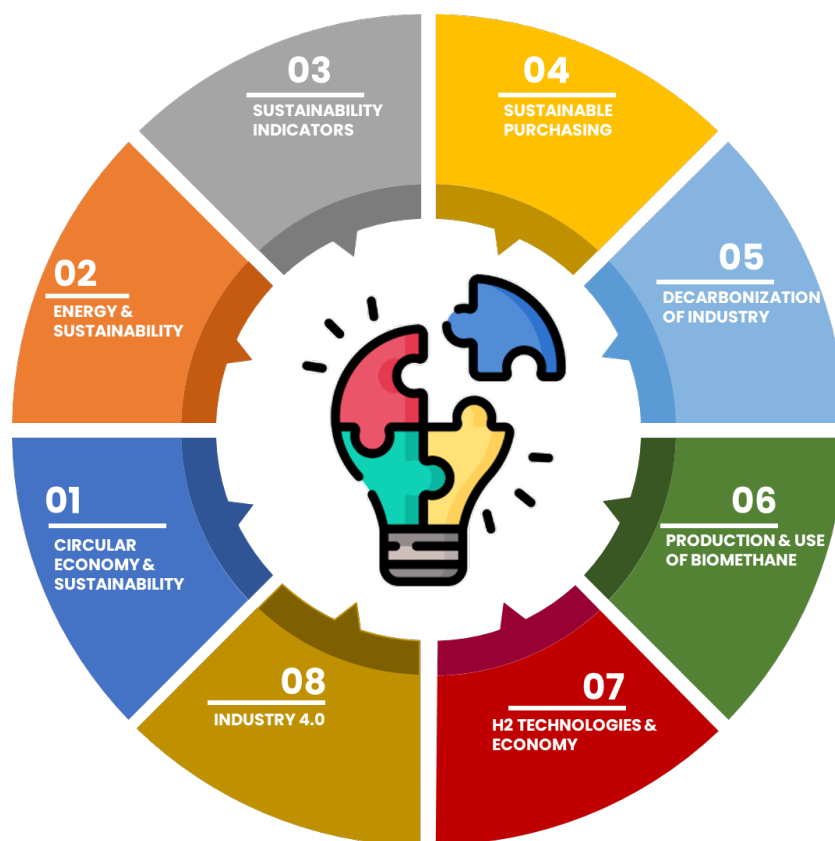 01
CIRCULAR
ECONOMY &
SUSTAINABILITY
02
ENERGY &
SUSTAINABILITY
03
SUSTAINABILITY
INDICATORS
04
SUSTAINABLE
PURCHASING
05
DECARBONIZATION
OF INDUSTRY
06
PRODUCTION & USE
OF BIOMETHANE
07
H2 TECHNOLOGIES &
ECONOMY
08
INDUSTRY 4.0